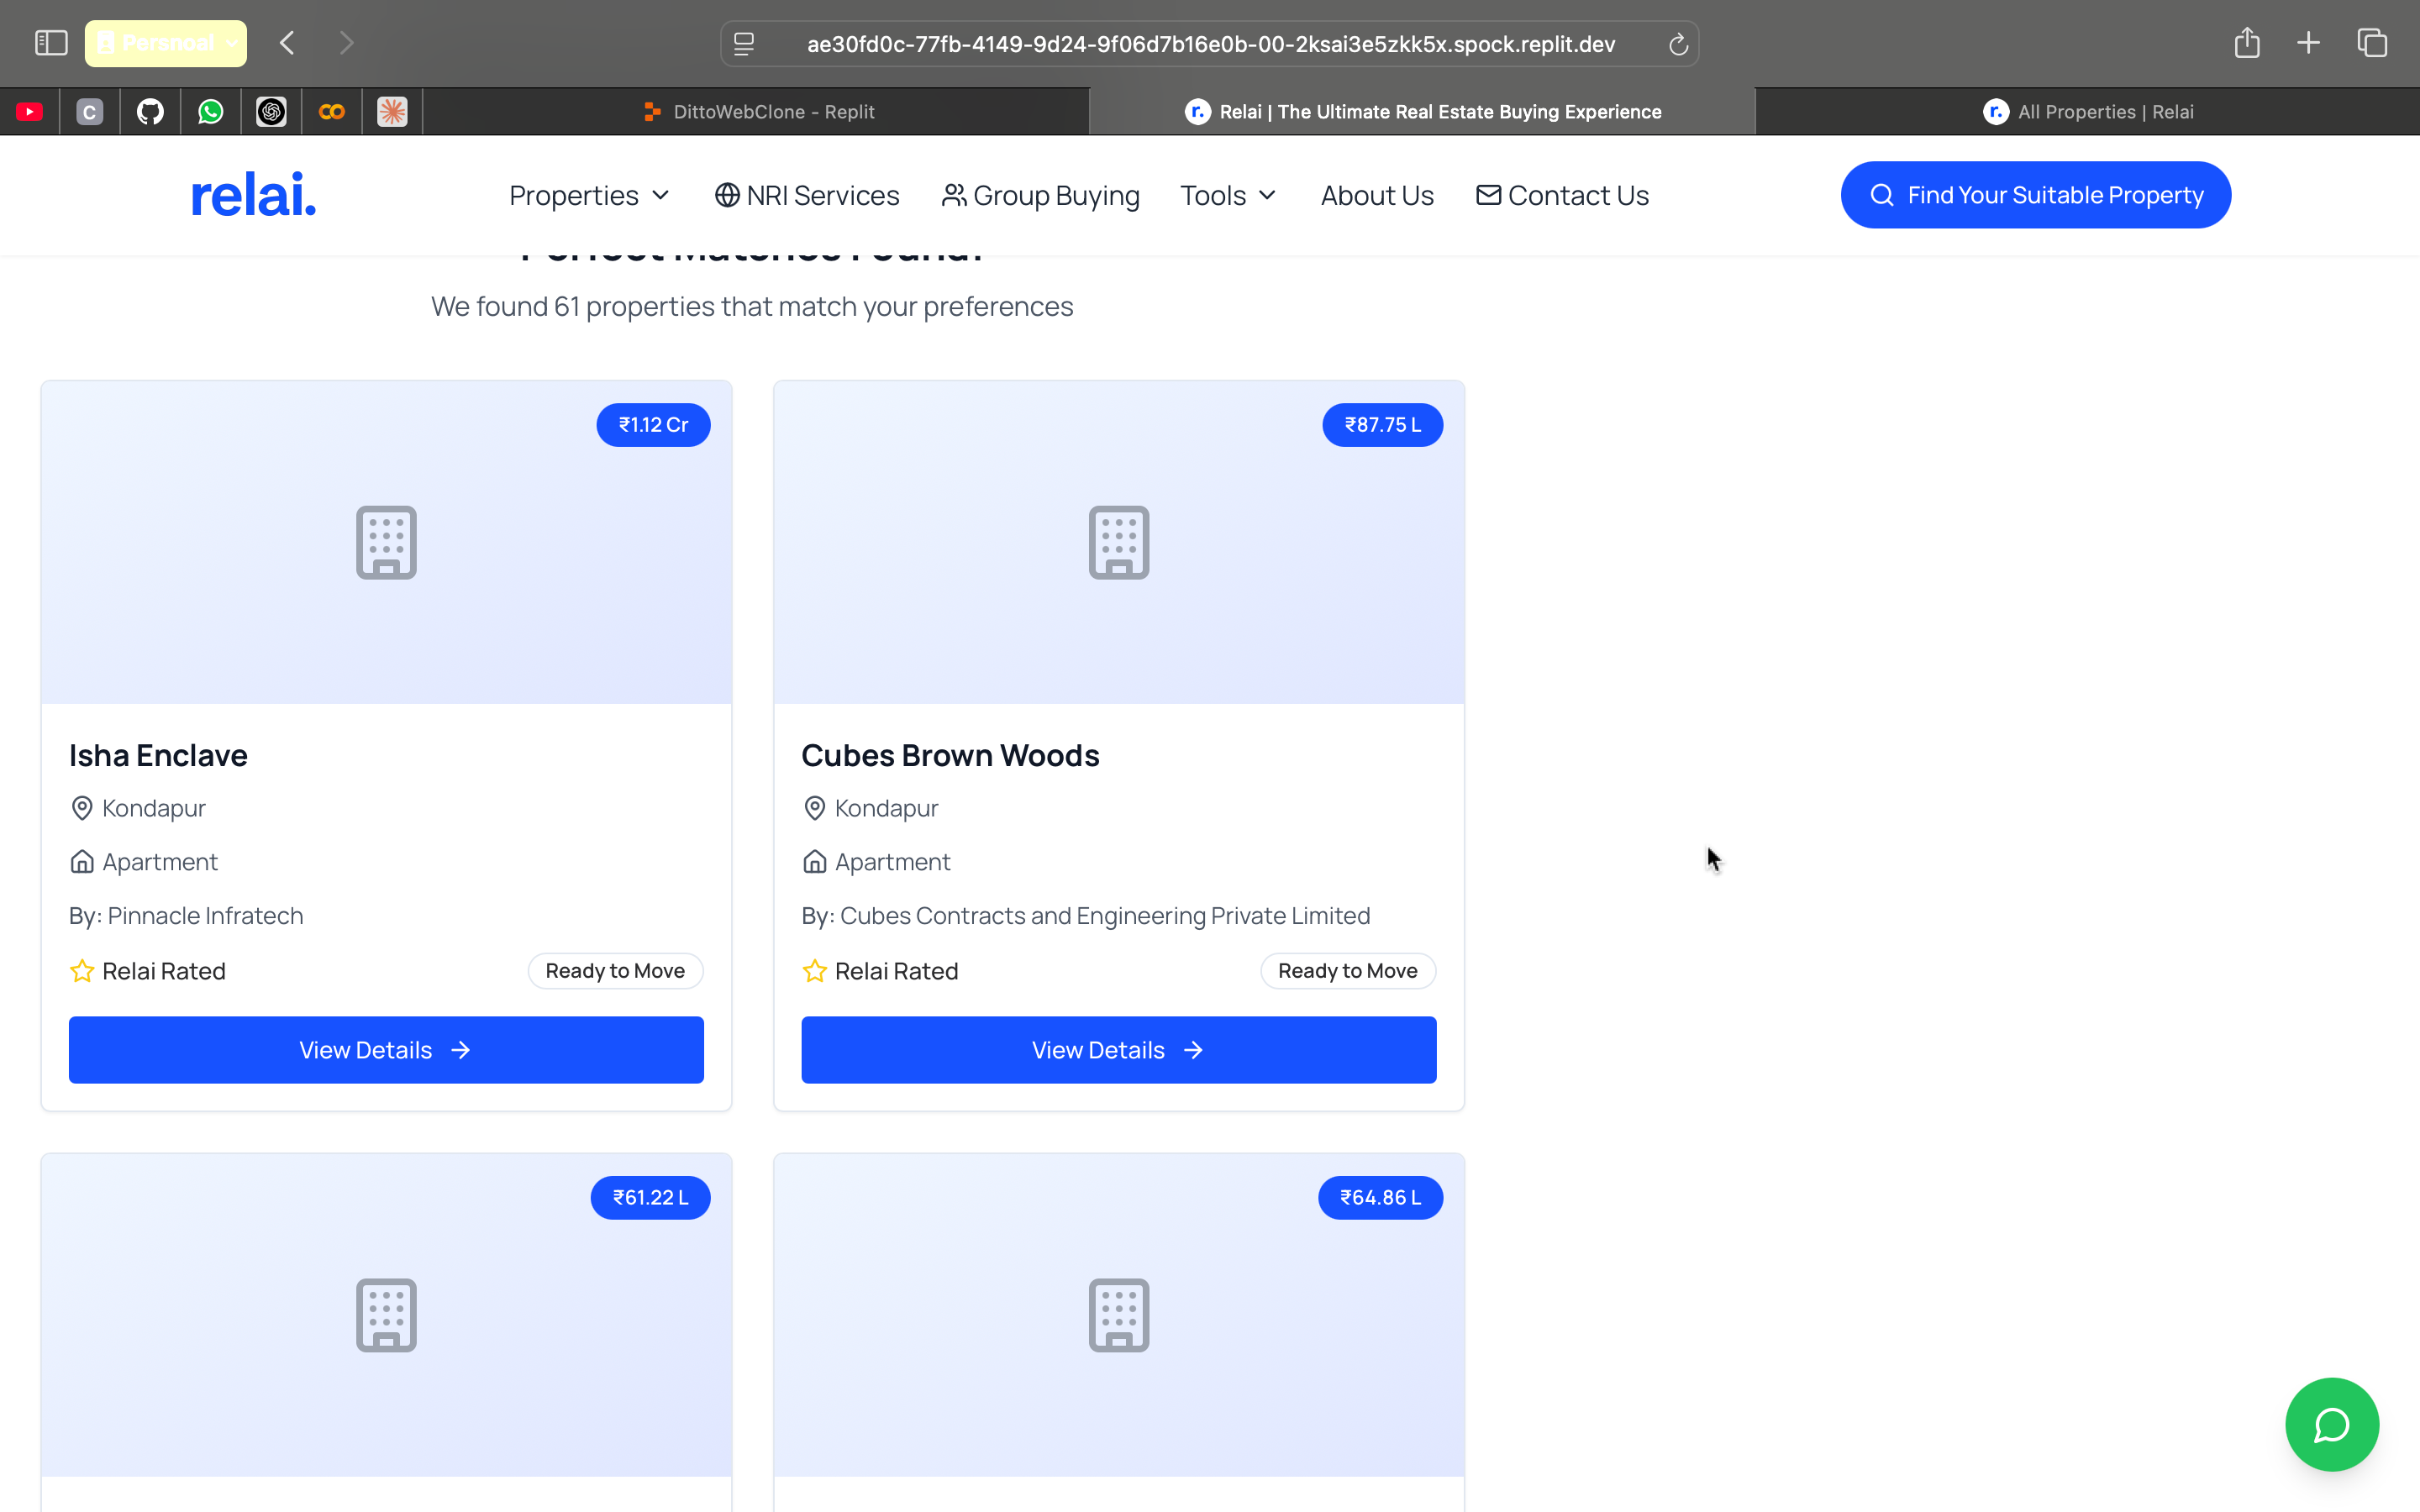 Persnoal
ae30fd0c-77fb-4149-9d24-9f06d7b16e0b-00-2ksai3e5zkk5x.spock.replit.dev
C
DittoWebClone - Replit
r. Relai | The Ultimate Real Estate Buying Experience
r. All Properties | Relai
relai.
Properties
NRI Services
Group Buying
Tools
About Us
Contact Us
Find Your Suitable Property
Perfect Matches Found!
We found 61 properties that match your preferences
₹1.12 Cr
Isha Enclave
Kondapur
Apartment
By: Pinnacle Infratech
Relai Rated
Ready to Move
View Details
₹87.75 L
Cubes Brown Woods
Kondapur
Apartment
By: Cubes Contracts and Engineering Private Limited
Relai Rated
Ready to Move
View Details
₹61.22 L
₹64.86 L